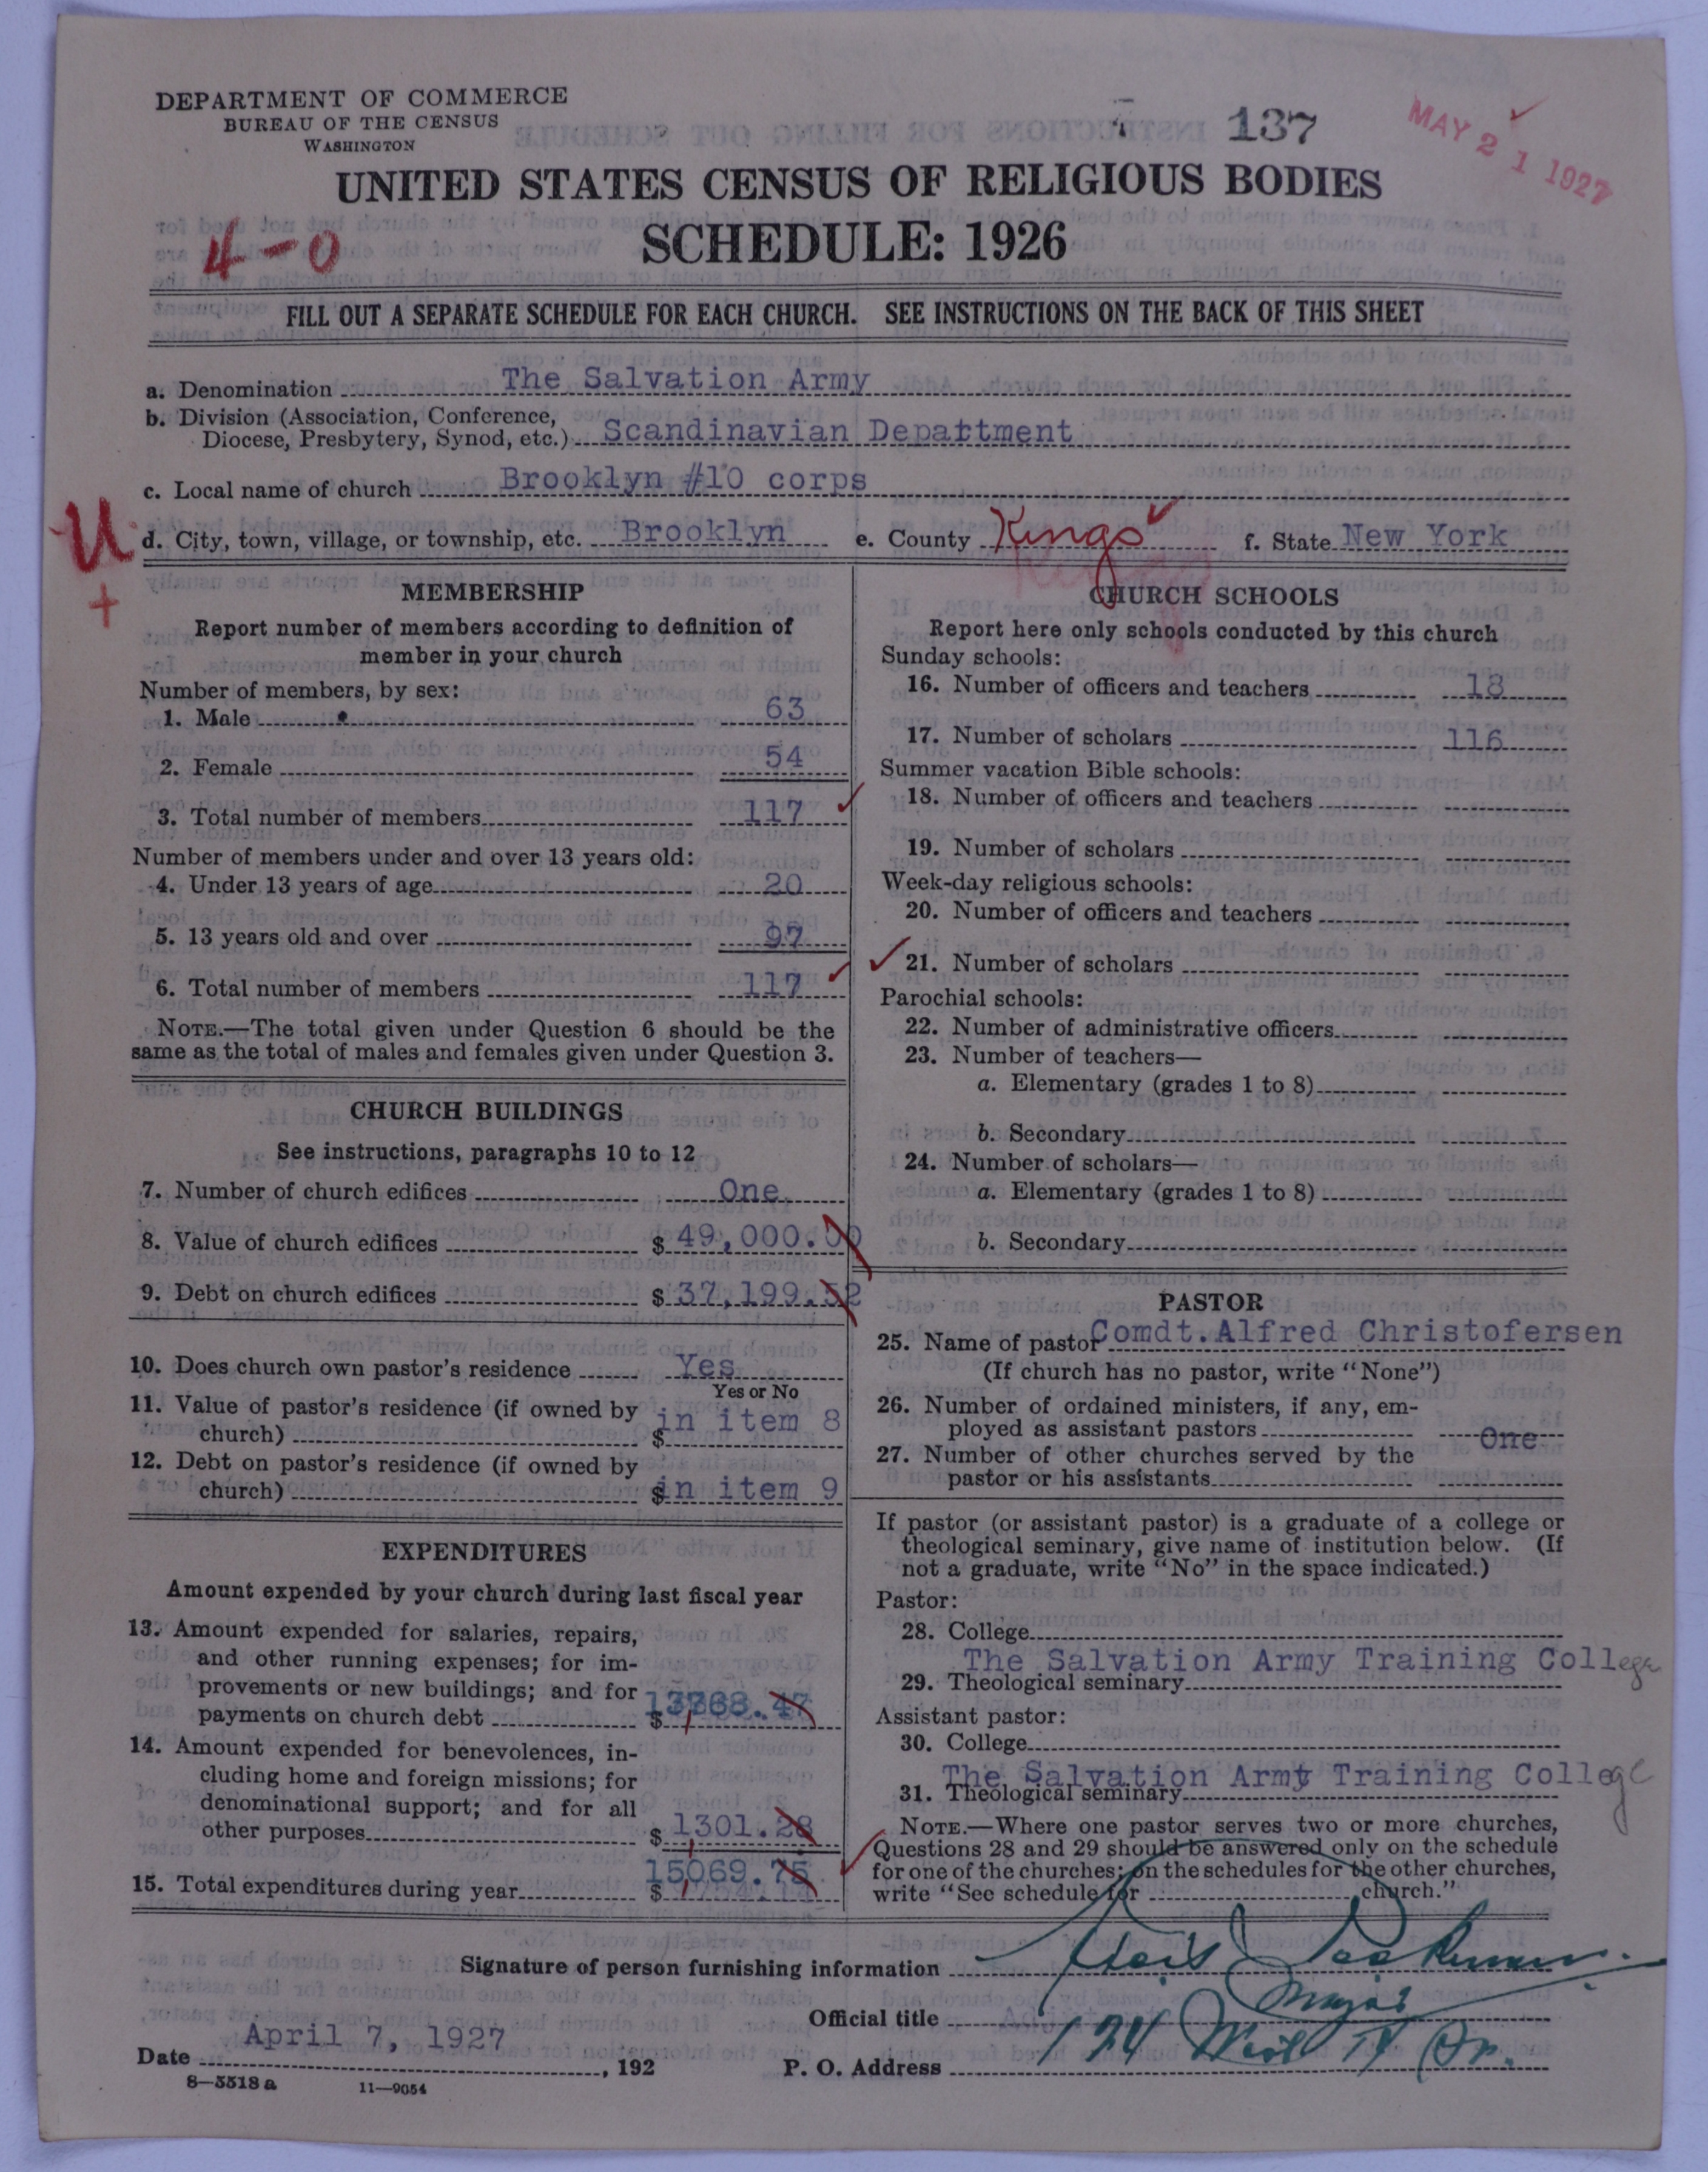 DEPARTMENT OF COMMERCE
BUREAU OF THE CENSUS
WASHINGTON
137
MAY 21 1927
UNITED STATES CENSUS OF RELIGIOUS BODIES
SCHEDULE: 1926
4-0
FILL OUT A SEPARATE SCHEDULE FOR EACH CHURCH. SEE INSTRUCTIONS ON THE BACK OF THIS SHEET
a. Denomination The Salvation Army
b. Division (Association, Conference,
Diocese, Presbytery, Synod, etc.) Scandinavian Depattment
c. Local name of church Brooklyn #10 corps
U
d. City, town, village, or township, etc. Brooklyn e. County Kings f. State New York
+
MEMBERSHIP
Report number of members according to definition of
member in your church
Number of members, by sex:
1. Male 63
2. Female 54
3. Total number of members 117
Number of members under and over 13 years old:
4. Under 13 years of age 20
5. 13 years old and over 97
6. Total number of members 117
NOTE.—The total given under Question 6 should be the
same as the total of males and females given under Question 3.
CHURCH BUILDINGS
See instructions, paragraphs 10 to 12
7. Number of church edifices One
8. Value of church edifices $ 49,000.00
9. Debt on church edifices $ 37,199.52
10. Does church own pastor's residence Yes
Yes or No
11. Value of pastor's residence (if owned by
church) $ in item 8
12. Debt on pastor's residence (if owned by
church) $ in item 9
EXPENDITURES
Amount expended by your church during last fiscal year
13. Amount expended for salaries, repairs,
and other running expenses; for im-
provements or new buildings; and for
payments on church debt $ 13768.47
14. Amount expended for benevolences, in-
cluding home and foreign missions; for
denominational support; and for all
other purposes $ 1301.28
15. Total expenditures during year $ 15069.75
CHURCH SCHOOLS
Report here only schools conducted by this church
Sunday schools:
16. Number of officers and teachers 18
17. Number of scholars 116
Summer vacation Bible schools:
18. Number of officers and teachers
19. Number of scholars
Week-day religious schools:
20. Number of officers and teachers
21. Number of scholars
Parochial schools:
22. Number of administrative officers
23. Number of teachers—
a. Elementary (grades 1 to 8)
b. Secondary
24. Number of scholars—
a. Elementary (grades 1 to 8)
b. Secondary
PASTOR
25. Name of pastor Comdt. Alfred Christofersen
(If church has no pastor, write "None")
26. Number of ordained ministers, if any, em-
ployed as assistant pastors One
27. Number of other churches served by the
pastor or his assistants
If pastor (or assistant pastor) is a graduate of a college or
theological seminary, give name of institution below. (If
not a graduate, write "No" in the space indicated.)
Pastor:
28. College
The Salvation Army Training College
29. Theological seminary
Assistant pastor:
30. College
The Salvation Army Training College
31. Theological seminary
NOTE.—Where one pastor serves two or more churches,
Questions 28 and 29 should be answered only on the schedule
for one of the churches; on the schedules for the other churches,
write "See schedule for church."
Signature of person furnishing information
Official title Major
Date April 7, 1927, 192
P. O. Address 124 West 14
8—5518 a 11—9054